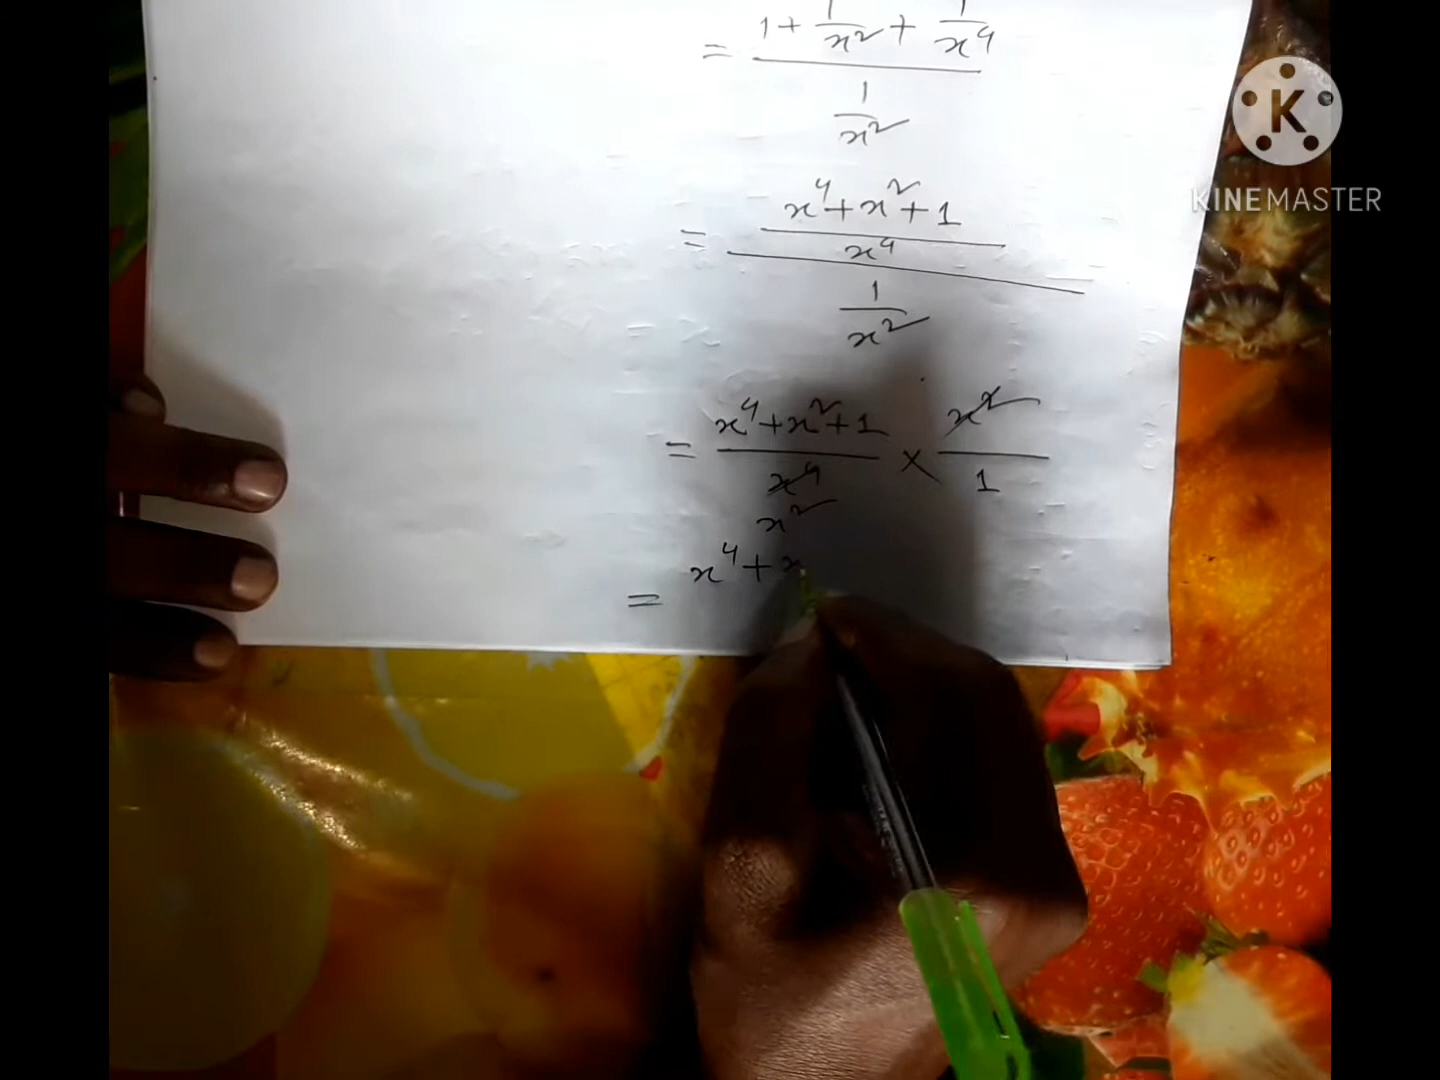 = (1 + 1/x² + 1/x⁴) / (1/x²)
= ((x⁴+x²+1)/x⁴) / (1/x²)
= (x⁴+x²+1)/x⁴ × x²/1
x²
= x⁴+x
K
KINEMASTER